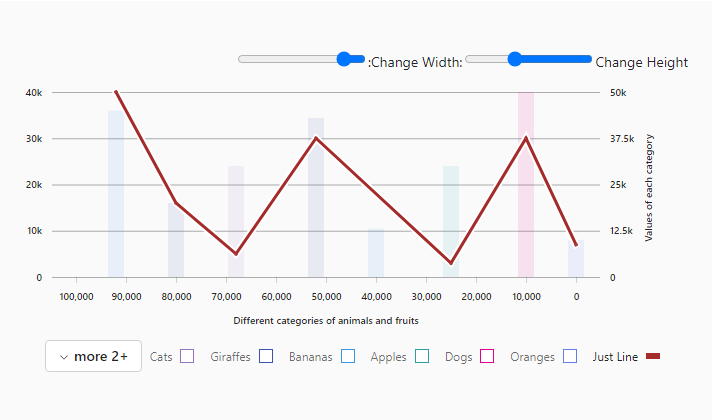 :Change Width: Change Height
40k
30k
20k
10k
0
50k
37.5k
25k
12.5k
0
Values of each category
100,000 90,000 80,000 70,000 60,000 50,000 40,000 30,000 20,000 10,000 0
Different categories of animals and fruits
more 2+ Cats Giraffes Bananas Apples Dogs Oranges Just Line